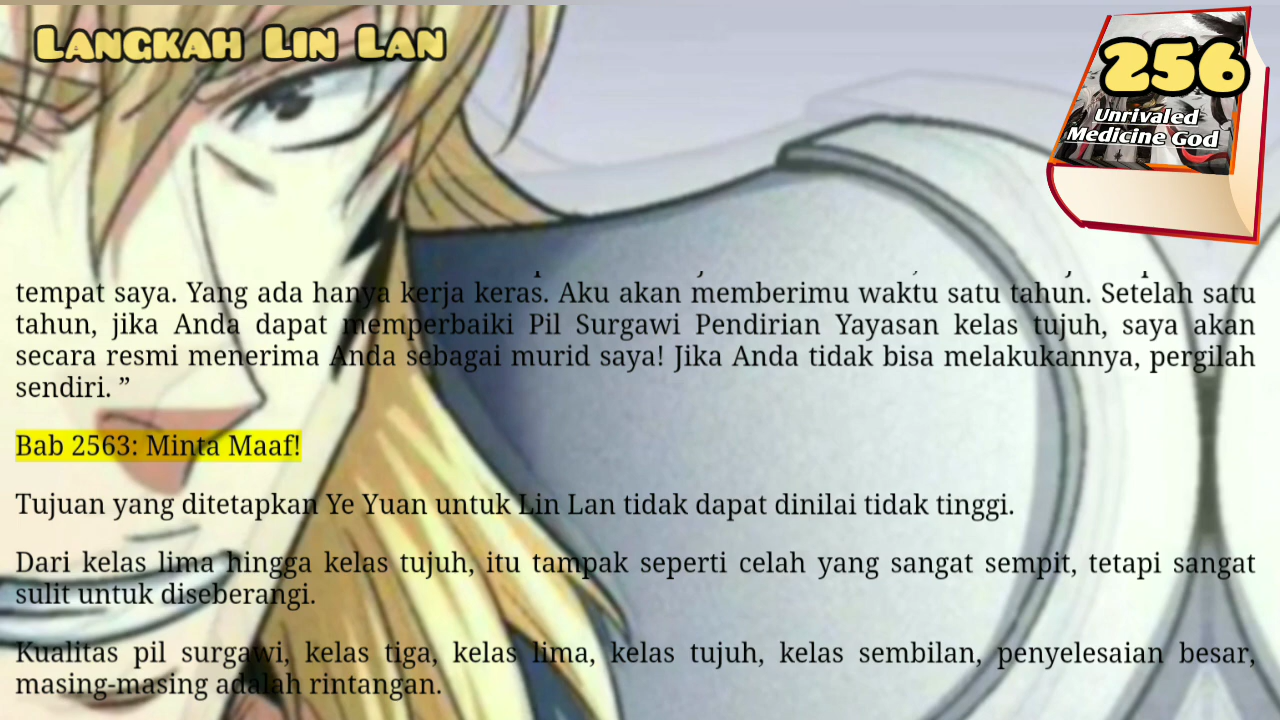 Langkah Lin Lan
256
Unrivaled
Medicine God
tempat saya. Yang ada hanya kerja keras. Aku akan memberimu waktu satu tahun. Setelah satu
tahun, jika Anda dapat memperbaiki Pil Surgawi Pendirian Yayasan kelas tujuh, saya akan
secara resmi menerima Anda sebagai murid saya! Jika Anda tidak bisa melakukannya, pergilah
sendiri. ”
Bab 2563: Minta Maaf!
Tujuan yang ditetapkan Ye Yuan untuk Lin Lan tidak dapat dinilai tidak tinggi.
Dari kelas lima hingga kelas tujuh, itu tampak seperti celah yang sangat sempit, tetapi sangat
sulit untuk diseberangi.
Kualitas pil surgawi, kelas tiga, kelas lima, kelas tujuh, kelas sembilan, penyelesaian besar,
masing-masing adalah rintangan.